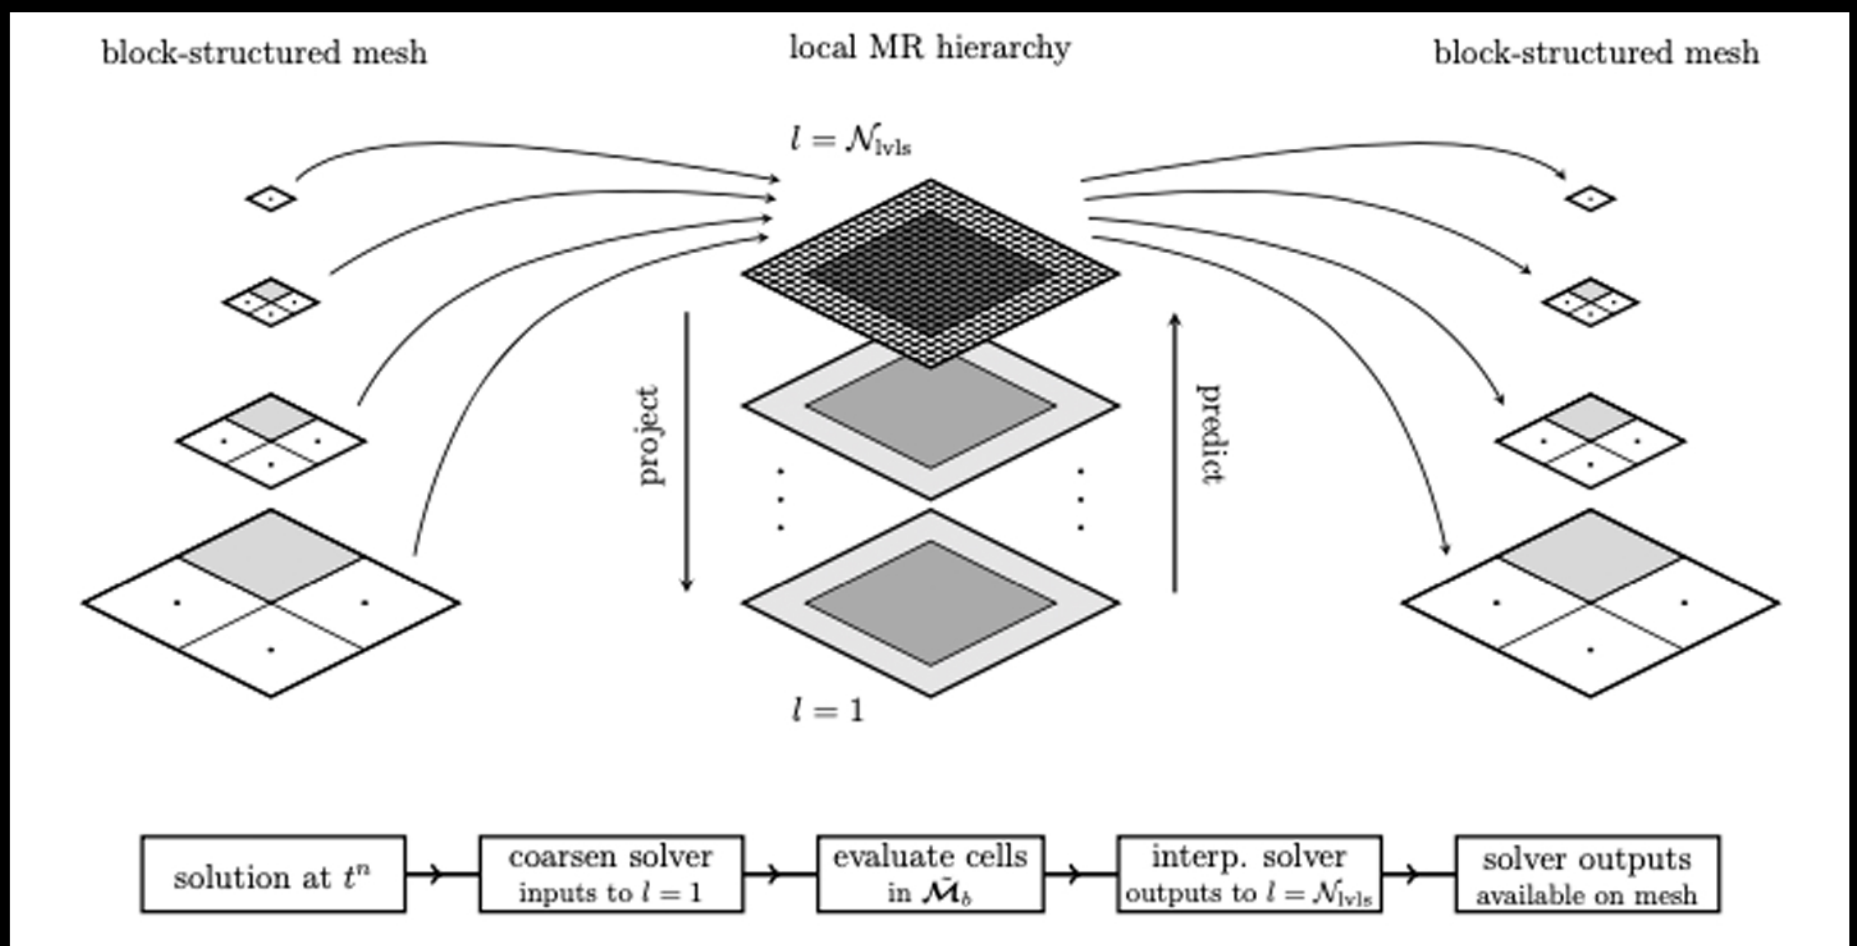 block-structured mesh
local MR hierarchy
block-structured mesh
l = 𝒩lvls
project
predict
l = 1
solution at tⁿ
coarsen solver
inputs to l = 1
evaluate cells
in ℳ̃b
interp. solver
outputs to l = 𝒩lvls
solver outputs
available on mesh